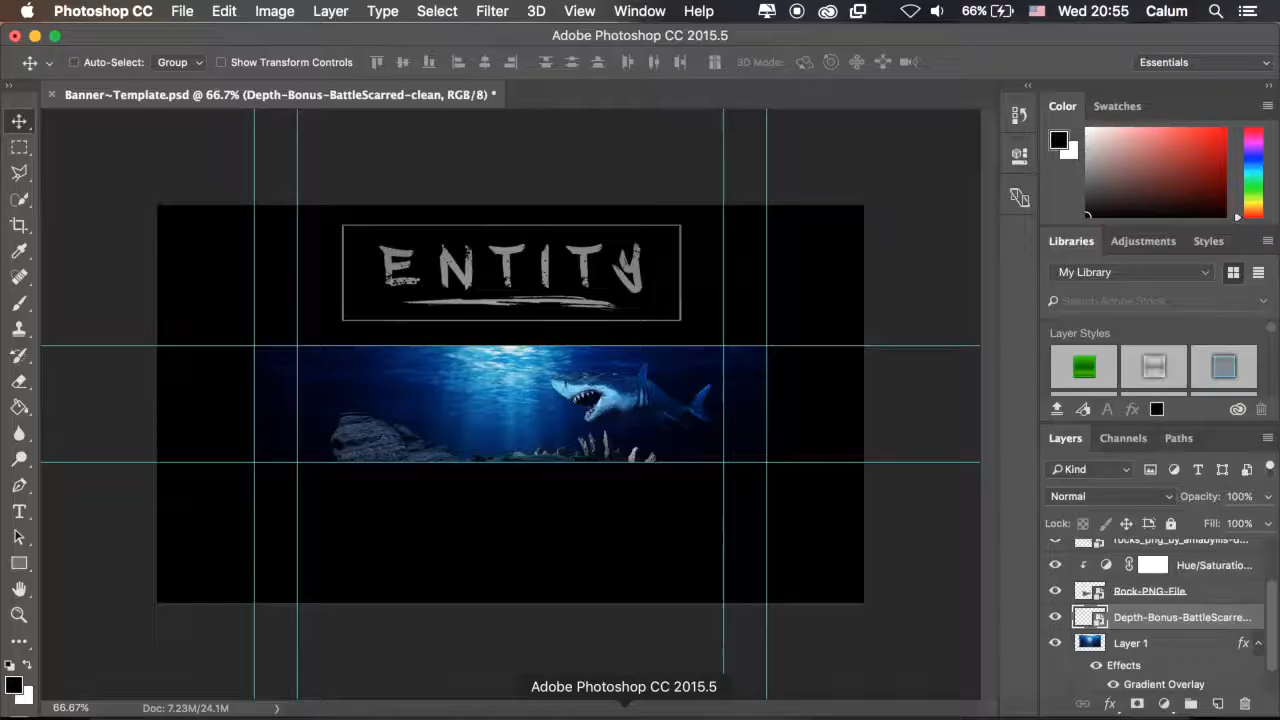 Photoshop CC File Edit Image Layer Type Select Filter 3D View Window Help 66% Wed 20:55 Calum
Adobe Photoshop CC 2015.5
Auto-Select: Group Show Transform Controls 3D Mode: Essentials
Banner~Template.psd @ 66.7% (Depth-Bonus-BattleScarred-clean, RGB/8) *
Color Swatches
ENTITY
Libraries Adjustments Styles
My Library
Search Adobe Stock
Layer Styles
Layers Channels Paths
Kind
Normal Opacity: 100%
Lock: Fill: 100%
Hue/Saturatio...
Rock-PNG-File
Depth-Bonus-BattleScarre...
Layer 1 fx
Effects
Gradient Overlay
Adobe Photoshop CC 2015.5
66.67% Doc: 7.23M/24.1M